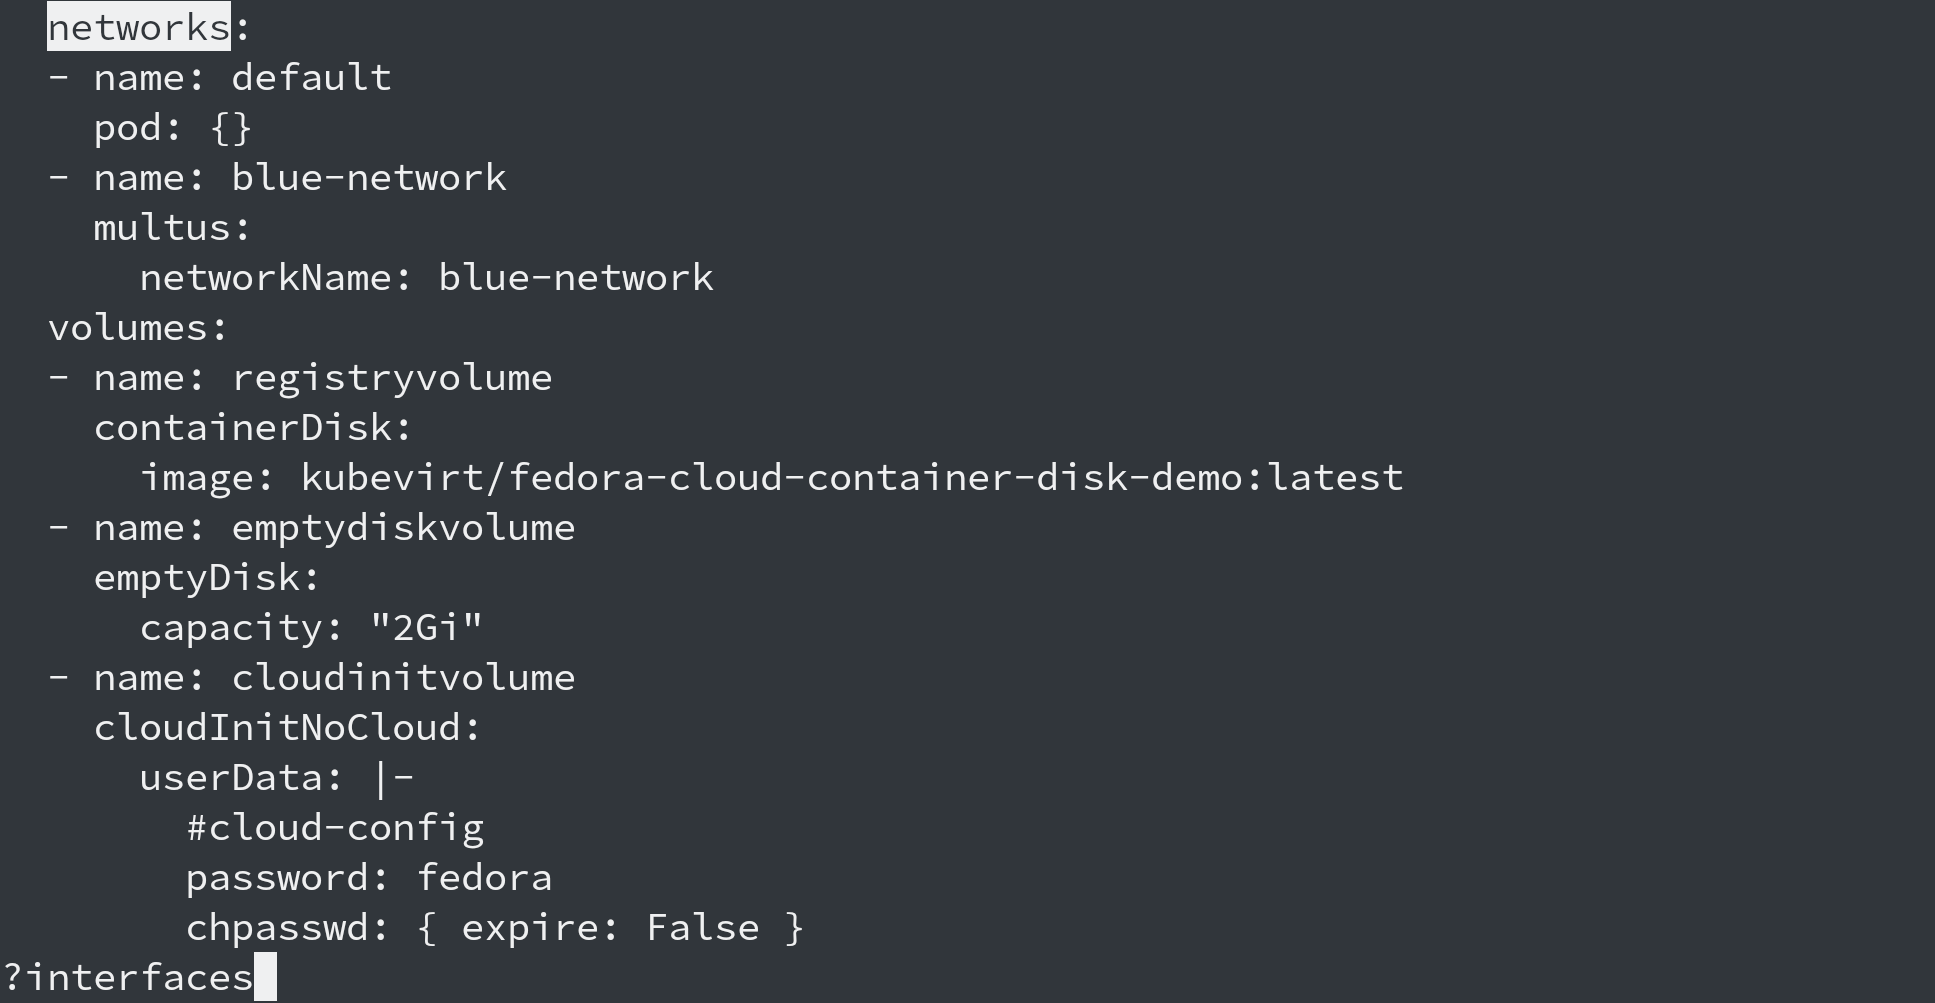 networks:
- name: default
  pod: {}
- name: blue-network
  multus:
    networkName: blue-network
volumes:
- name: registryvolume
  containerDisk:
    image: kubevirt/fedora-cloud-container-disk-demo:latest
- name: emptydiskvolume
  emptyDisk:
    capacity: "2Gi"
- name: cloudinitvolume
  cloudInitNoCloud:
    userData: |-
      #cloud-config
      password: fedora
      chpasswd: { expire: False }
?interfaces